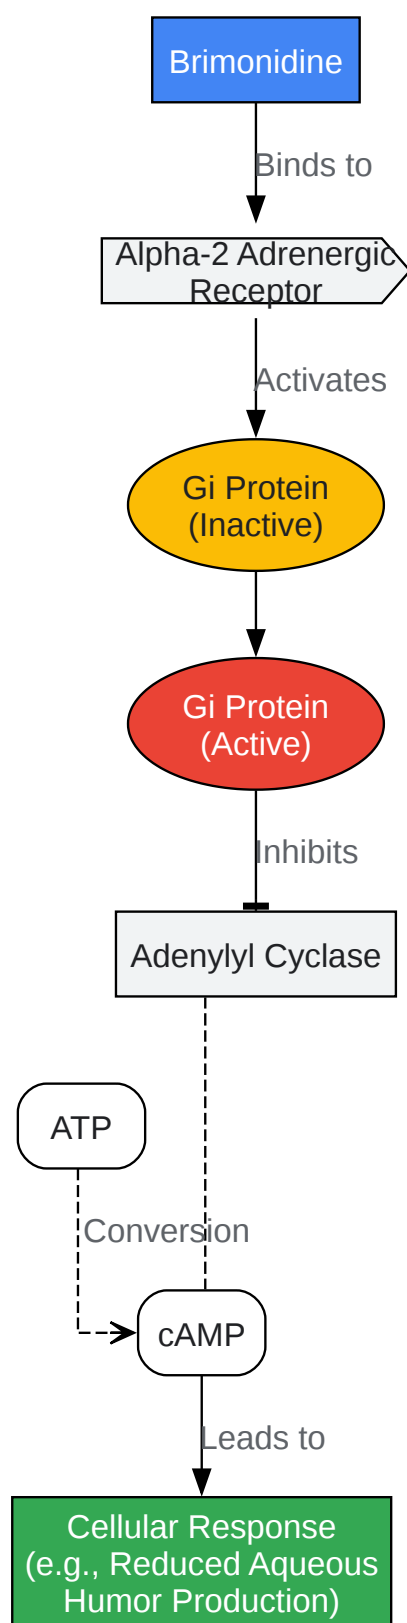 Brimonidine
Binds to
Alpha-2 Adrenergic
Receptor
Activates
Gi Protein
(Inactive)
Gi Protein
(Active)
Inhibits
Adenylyl Cyclase
ATP
Conversion
cAMP
Leads to
Cellular Response
(e.g., Reduced Aqueous
Humor Production)